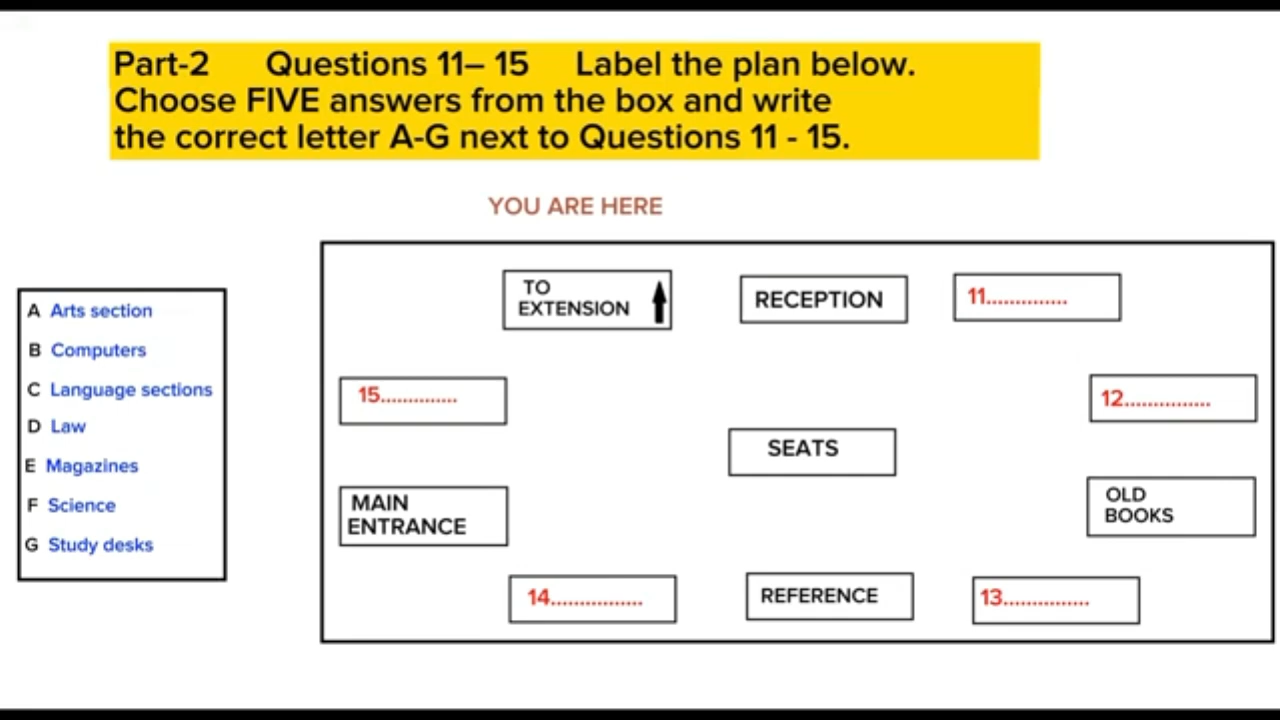 Part-2 Questions 11– 15 Label the plan below.
Choose FIVE answers from the box and write
the correct letter A-G next to Questions 11 - 15.
YOU ARE HERE
A Arts section
B Computers
C Language sections
D Law
E Magazines
F Science
G Study desks
TO
EXTENSION
RECEPTION
11..............
15..............
12...............
SEATS
MAIN
ENTRANCE
OLD
BOOKS
14................
REFERENCE
13...............